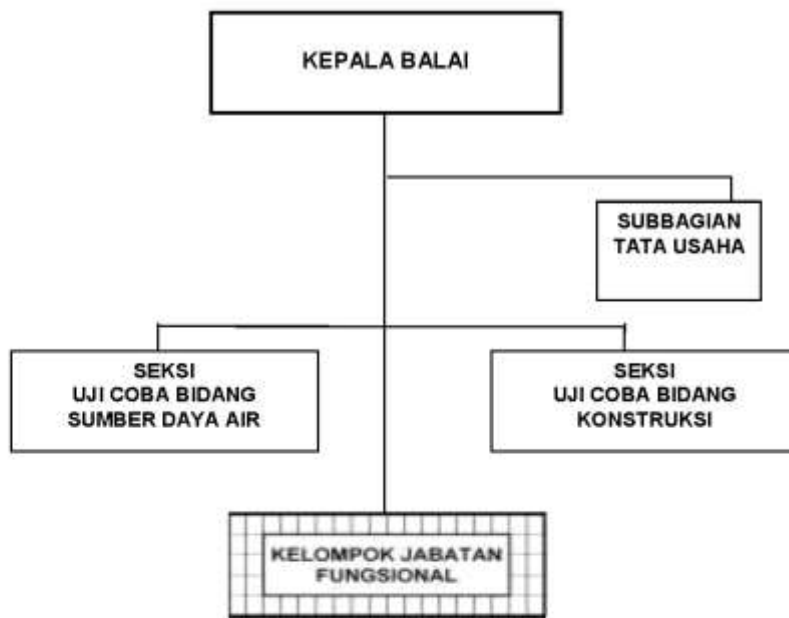 KEPALA BALAI
SUBBAGIAN
TATA USAHA
SEKSI
UJI COBA BIDANG
SUMBER DAYA AIR
SEKSI
UJI COBA BIDANG
KONSTRUKSI
KELOMPOK JABATAN
FUNGSIONAL